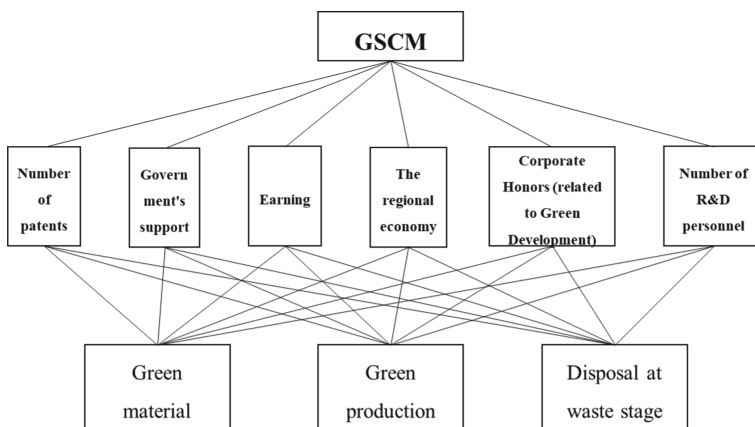 GSCM
Number
of
patents
Govern
ment's
support
Earning
The
regional
economy
Corporate
Honors (related
to Green
Development)
Number of
R&D
personnel
Green
material
Green
production
Disposal at
waste stage